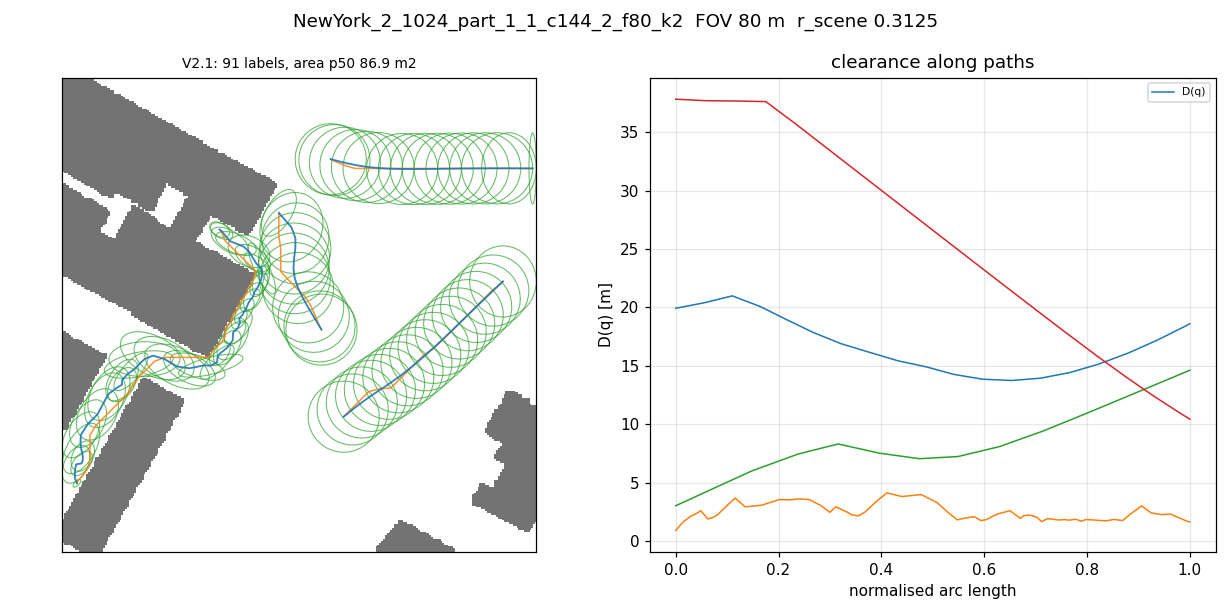 NewYork_2_1024_part_1_1_c144_2_f80_k2  FOV 80 m  r_scene 0.3125
V2.1: 91 labels, area p50 86.9 m2
clearance along paths
D(q)
35
30
25
20
15
10
5
0
D(q) [m]
0.0 0.2 0.4 0.6 0.8 1.0
normalised arc length